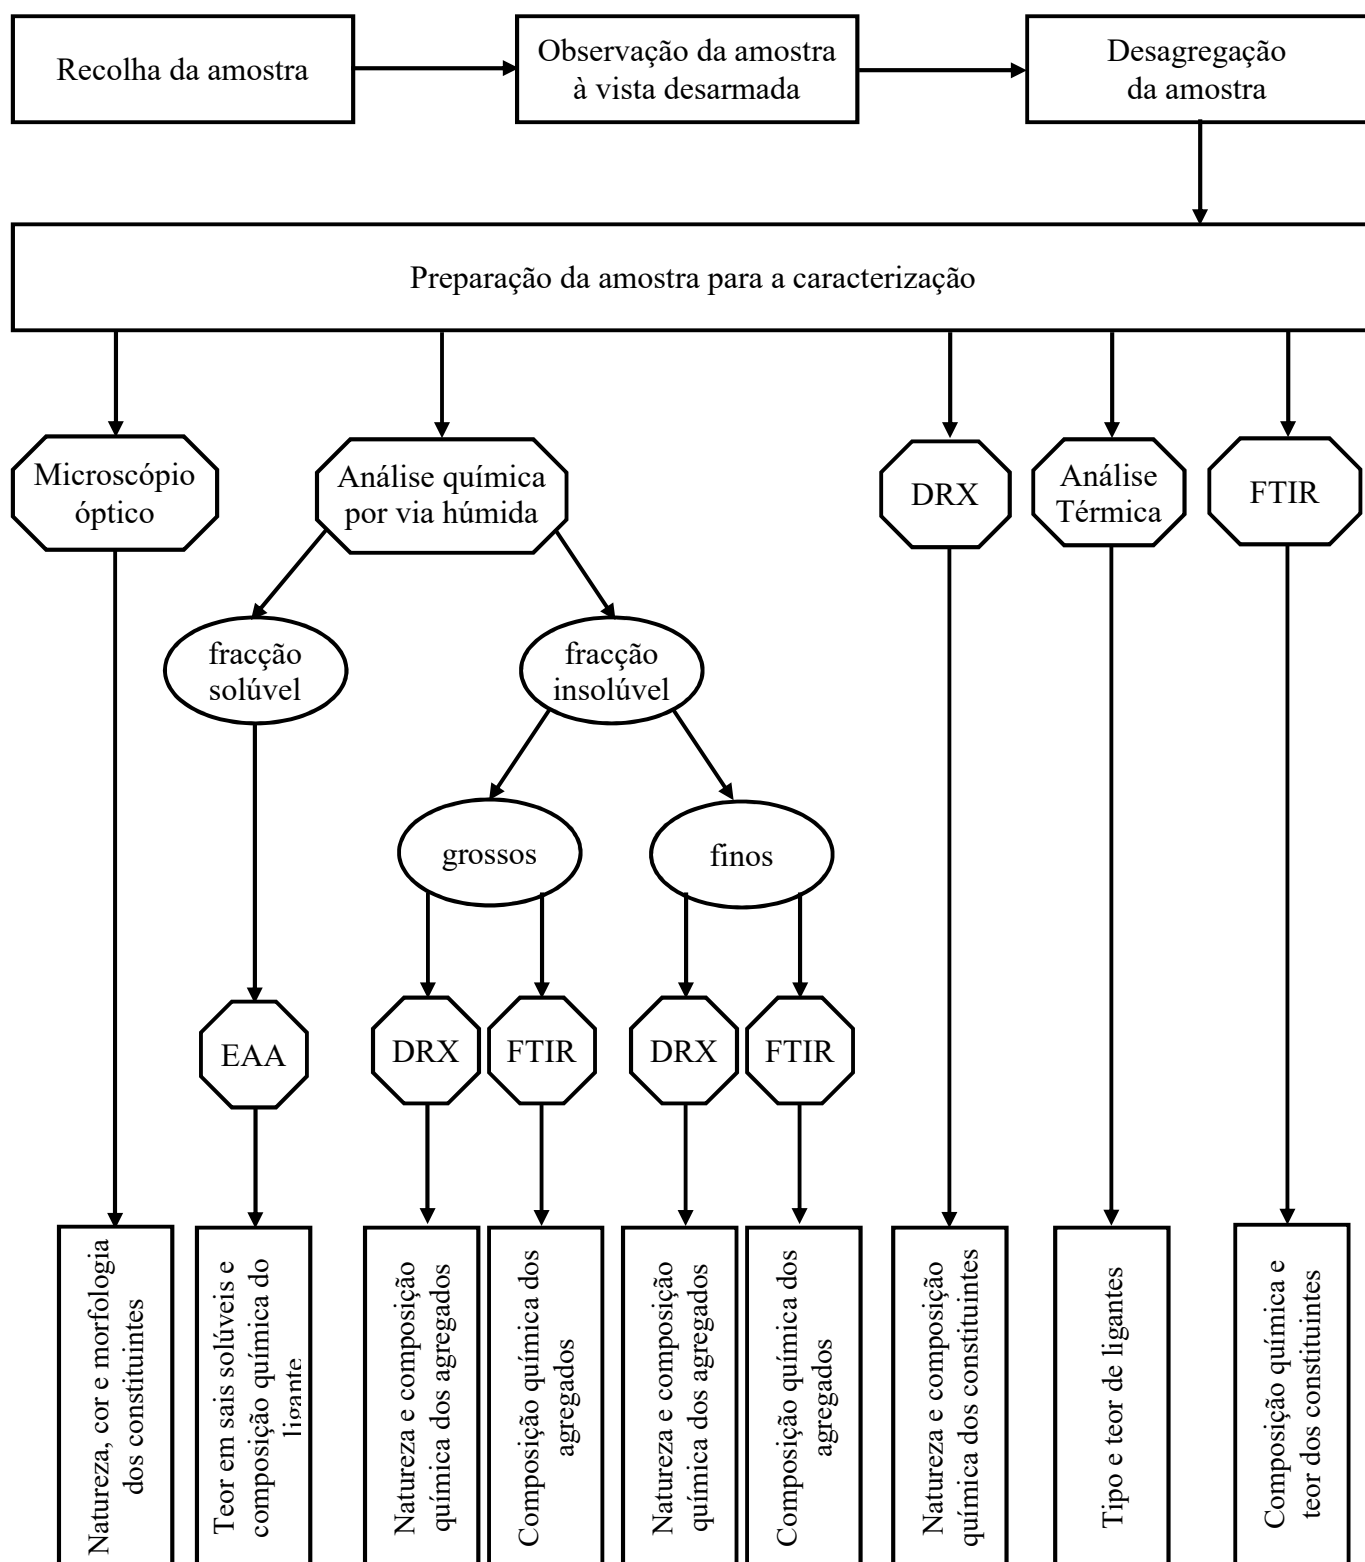 Recolha da amostra
Observação da amostra
à vista desarmada
Desagregação
da amostra
Preparação da amostra para a caracterização
Microscópio
óptico
Análise química
por via húmida
DRX
Análise
Térmica
FTIR
fracção
solúvel
fracção
insolúvel
grossos
finos
EAA
DRX
FTIR
DRX
FTIR
Natureza, cor e morfologia
dos constituintes
Teor em sais solúveis e
composição química do
ligante
Natureza e composição
química dos agregados
Composição química dos
agregados
Natureza e composição
química dos agregados
Composição química dos
agregados
Natureza e composição
química dos constituintes
Tipo e teor de ligantes
Composição química e
teor dos constituintes